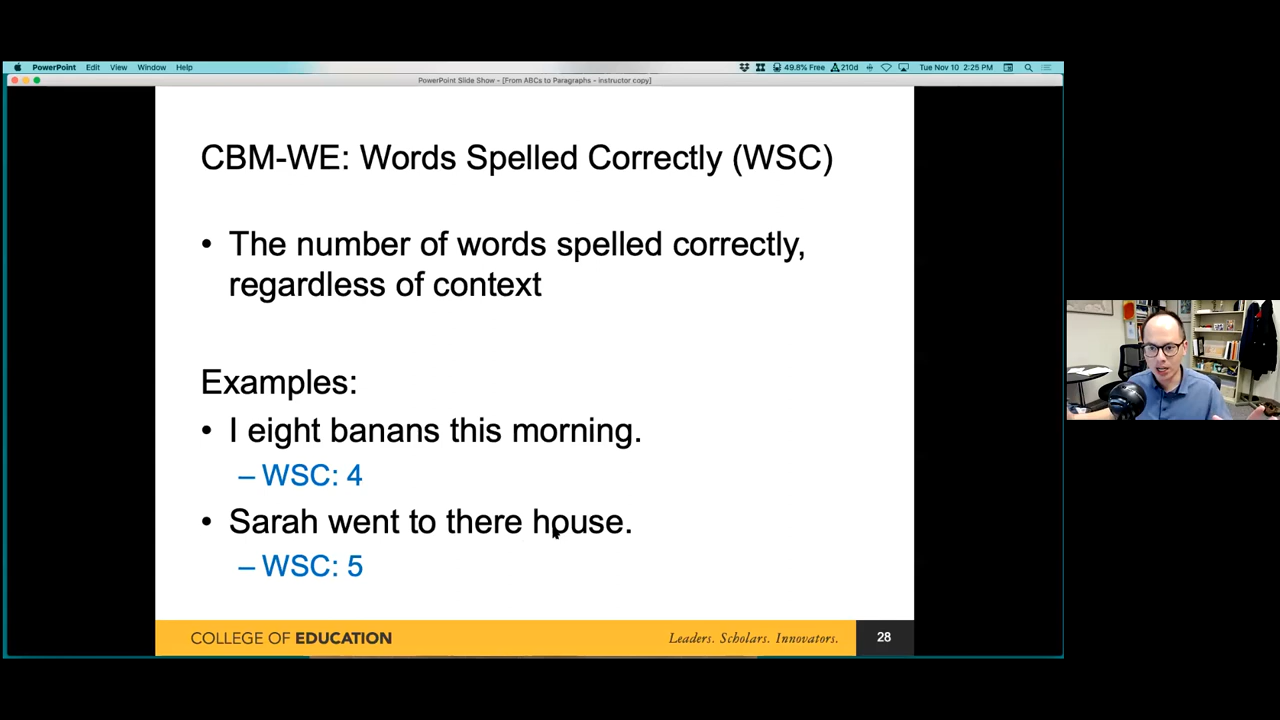 PowerPoint Edit View Window Help 49.8% Free 210d Tue Nov 10 2:25 PM
PowerPoint Slide Show - [From ABCs to Paragraphs - instructor copy]
CBM-WE: Words Spelled Correctly (WSC)
• The number of words spelled correctly,
regardless of context
Examples:
• I eight banans this morning.
– WSC: 4
• Sarah went to there house.
– WSC: 5
COLLEGE OF EDUCATION Leaders. Scholars. Innovators. 28